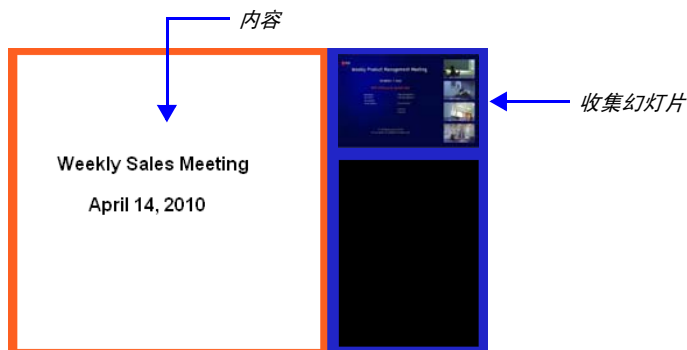 内容
收集幻灯片
Weekly Product Management Meeting
Weekly Sales Meeting
April 14, 2010